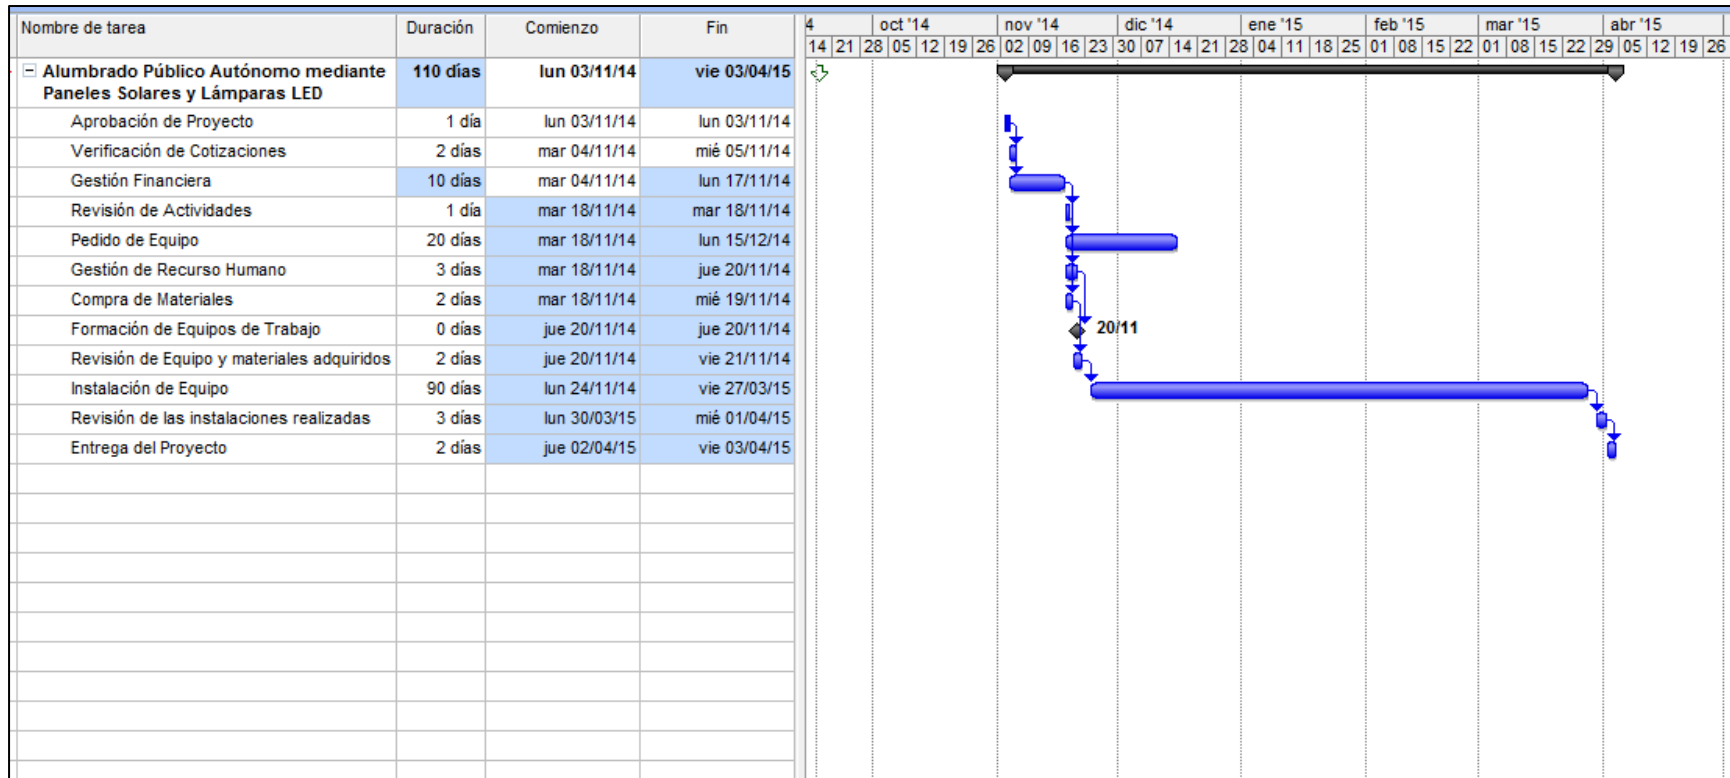 Nombre de tarea Duración Comienzo Fin 4 oct '14 nov '14 dic '14 ene '15 feb '15 mar '15 abr '15
14 21 28 05 12 19 26 02 09 16 23 30 07 14 21 28 04 11 18 25 01 08 15 22 01 08 15 22 29 05 12 19 26
Alumbrado Público Autónomo mediante 110 días lun 03/11/14 vie 03/04/15
Paneles Solares y Lámparas LED
Aprobación de Proyecto 1 día lun 03/11/14 lun 03/11/14
Verificación de Cotizaciones 2 días mar 04/11/14 mié 05/11/14
Gestión Financiera 10 días mar 04/11/14 lun 17/11/14
Revisión de Actividades 1 día mar 18/11/14 mar 18/11/14
Pedido de Equipo 20 días mar 18/11/14 lun 15/12/14
Gestión de Recurso Humano 3 días mar 18/11/14 jue 20/11/14
Compra de Materiales 2 días mar 18/11/14 mié 19/11/14
Formación de Equipos de Trabajo 0 días jue 20/11/14 jue 20/11/14 20/11
Revisión de Equipo y materiales adquiridos 2 días jue 20/11/14 vie 21/11/14
Instalación de Equipo 90 días lun 24/11/14 vie 27/03/15
Revisión de las instalaciones realizadas 3 días lun 30/03/15 mié 01/04/15
Entrega del Proyecto 2 días jue 02/04/15 vie 03/04/15